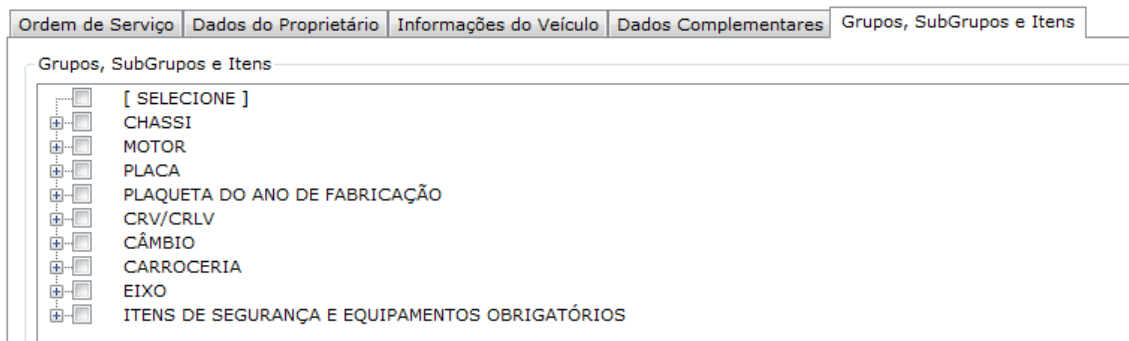 Ordem de Serviço Dados do Proprietário Informações do Veículo Dados Complementares Grupos, SubGrupos e Itens
Grupos, SubGrupos e Itens
[ SELECIONE ]
CHASSI
MOTOR
PLACA
PLAQUETA DO ANO DE FABRICAÇÃO
CRV/CRLV
CÂMBIO
CARROCERIA
EIXO
ITENS DE SEGURANÇA E EQUIPAMENTOS OBRIGATÓRIOS